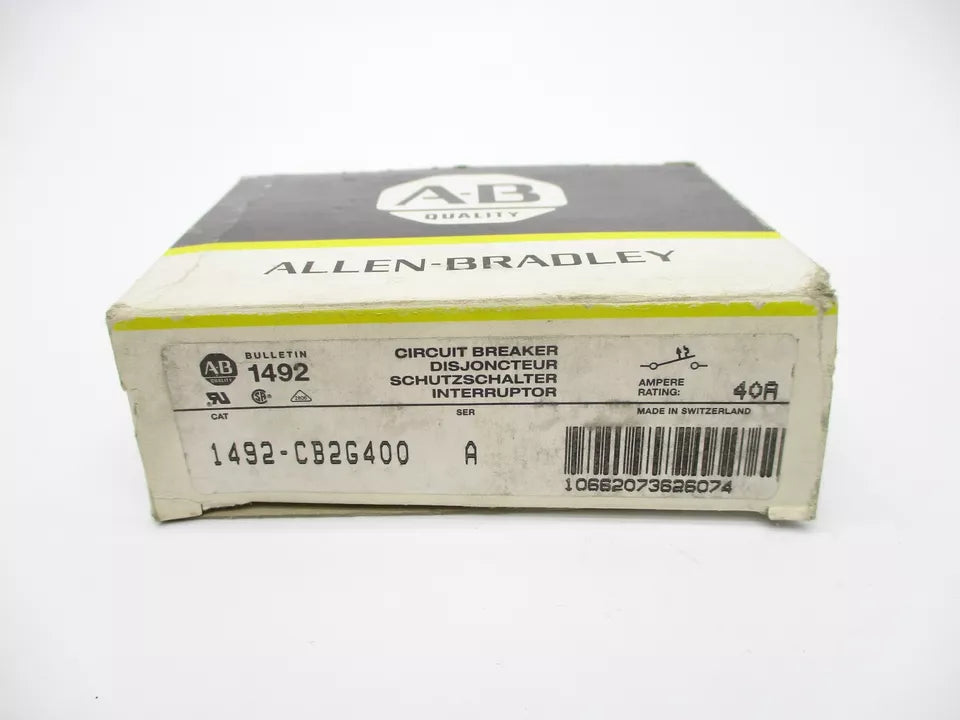 A-B
QUALITY
ALLEN-BRADLEY
A-B
QUALITY
BULLETIN
1492
CIRCUIT BREAKER
DISJONCTEUR
SCHUTZSCHALTER
INTERRUPTOR
AMPERE
RATING: 40A
CAT
SER
MADE IN SWITZERLAND
1492-CB2G400 A
10662073626074